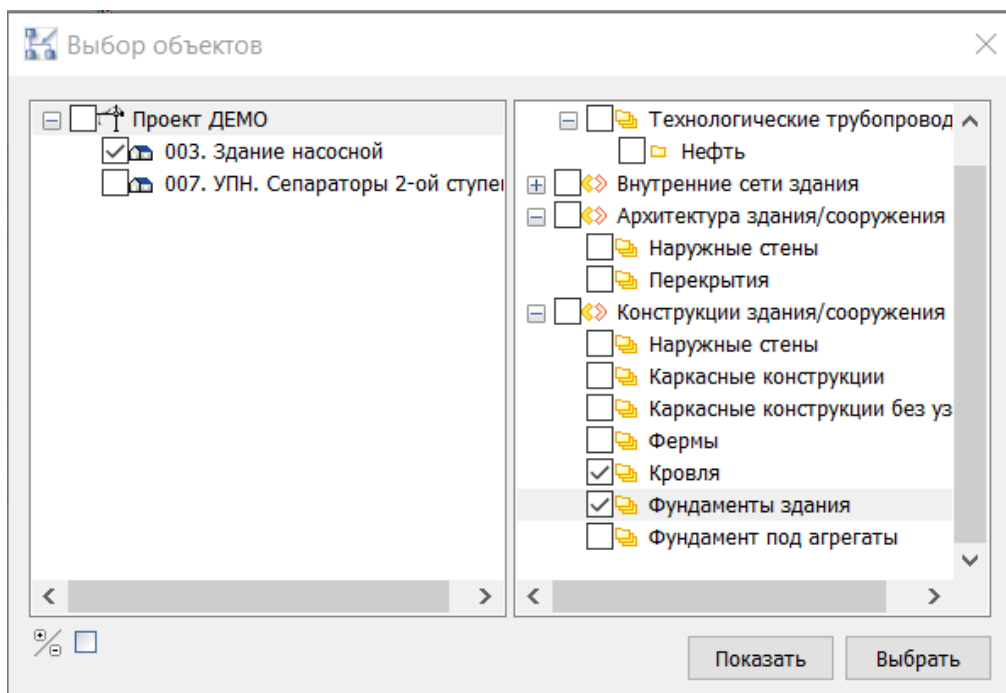 Выбор объектов
Проект ДЕМО
003. Здание насосной
007. УПН. Сепараторы 2-ой ступе
Технологические трубопровод
Нефть
Внутренние сети здания
Архитектура здания/сооружения
Наружные стены
Перекрытия
Конструкции здания/сооружения
Наружные стены
Каркасные конструкции
Каркасные конструкции без уз
Фермы
Кровля
Фундаменты здания
Фундамент под агрегаты
Показать
Выбрать